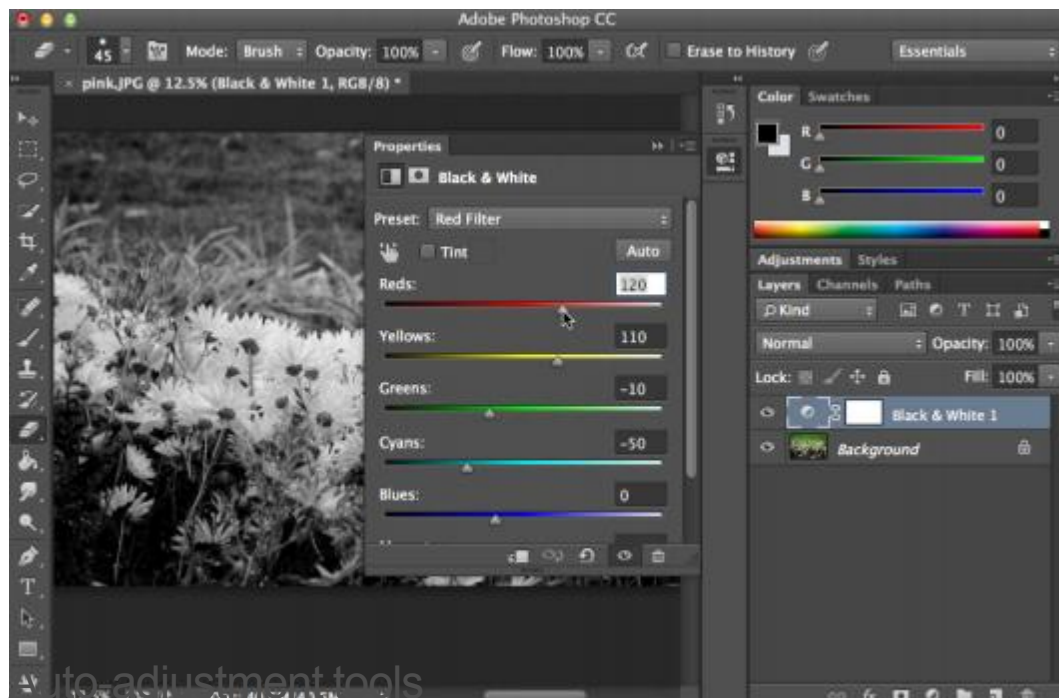 Adobe Photoshop CC
45 Mode: Brush Opacity: 100% Flow: 100% Erase to History Essentials
× pink.JPG @ 12.5% (Black & White 1, RGB/8) *
Color Swatches
R 0
G 0
B 0
Properties
Black & White
Preset: Red Filter
Tint Auto
Reds: 120
Yellows: 110
Greens: -10
Cyans: -50
Blues: 0
Adjustments Styles
Layers Channels Paths
Kind
Normal Opacity: 100%
Lock: Fill: 100%
Black & White 1
Background
T
uto-adjustment tools